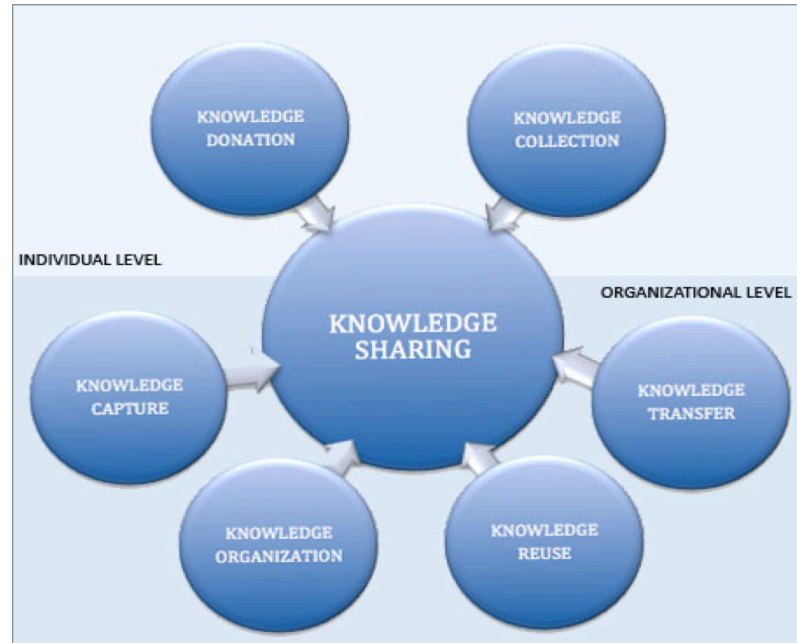 KNOWLEDGE
DONATION
KNOWLEDGE
COLLECTION
INDIVIDUAL LEVEL
ORGANIZATIONAL LEVEL
KNOWLEDGE
SHARING
KNOWLEDGE
CAPTURE
KNOWLEDGE
TRANSFER
KNOWLEDGE
ORGANIZATION
KNOWLEDGE
REUSE